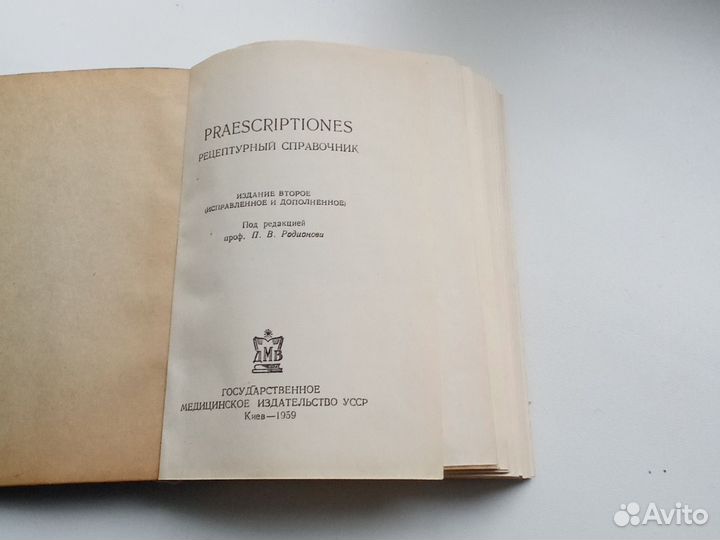 PRAESCRIPTIONES
РЕЦЕПТУРНЫЙ СПРАВОЧНИК
ИЗДАНИЕ ВТОРОЕ
(ИСПРАВЛЕННОЕ И ДОПОЛНЕННОЕ)
Под редакцией
проф. П. В. Родионова
ДМВ
ГОСУДАРСТВЕННОЕ
МЕДИЦИНСКОЕ ИЗДАТЕЛЬСТВО УССР
Киев—1959
Avito